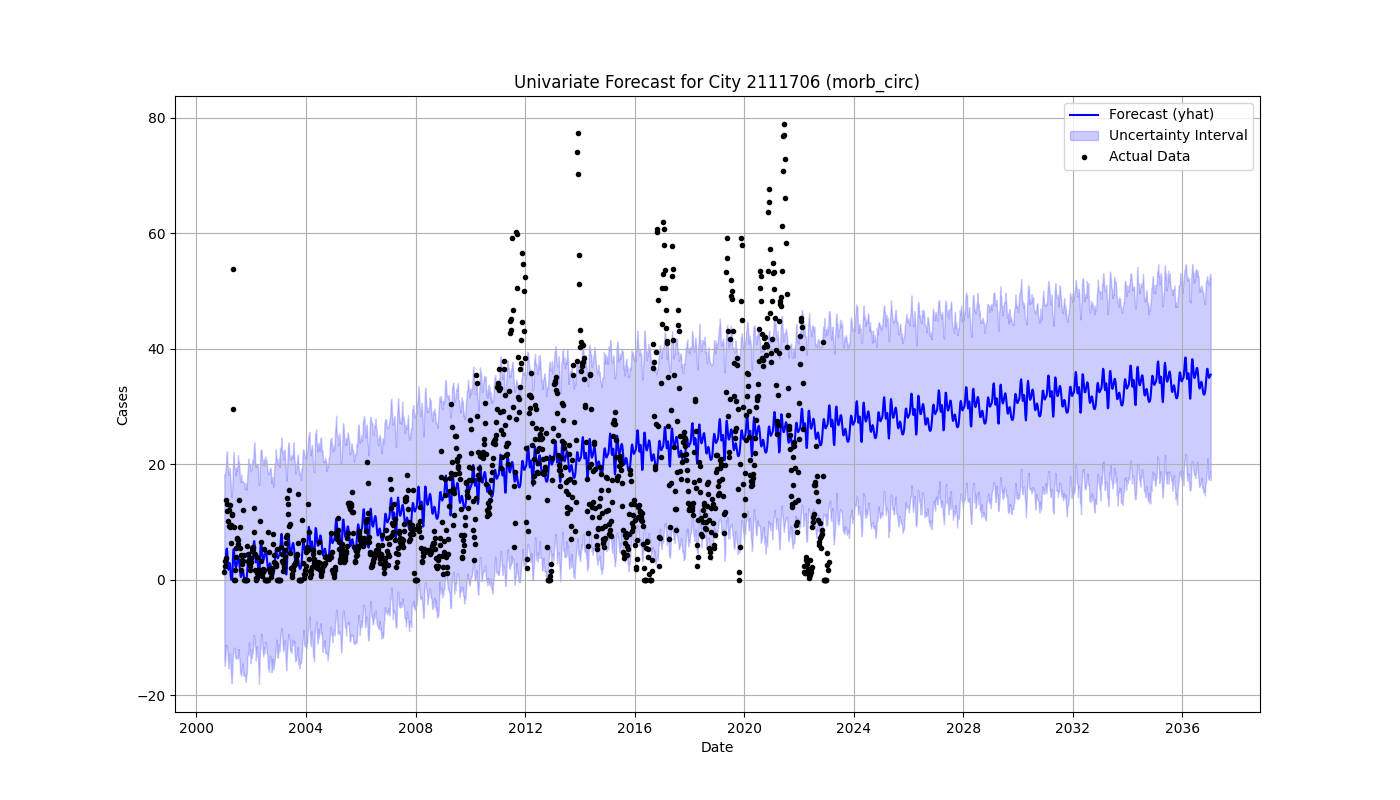 Univariate Forecast for City 2111706 (morb_circ)
Forecast (yhat)
Uncertainty Interval
Actual Data
Cases
80
60
40
20
0
−20
2000 2004 2008 2012 2016 2020 2024 2028 2032 2036
Date